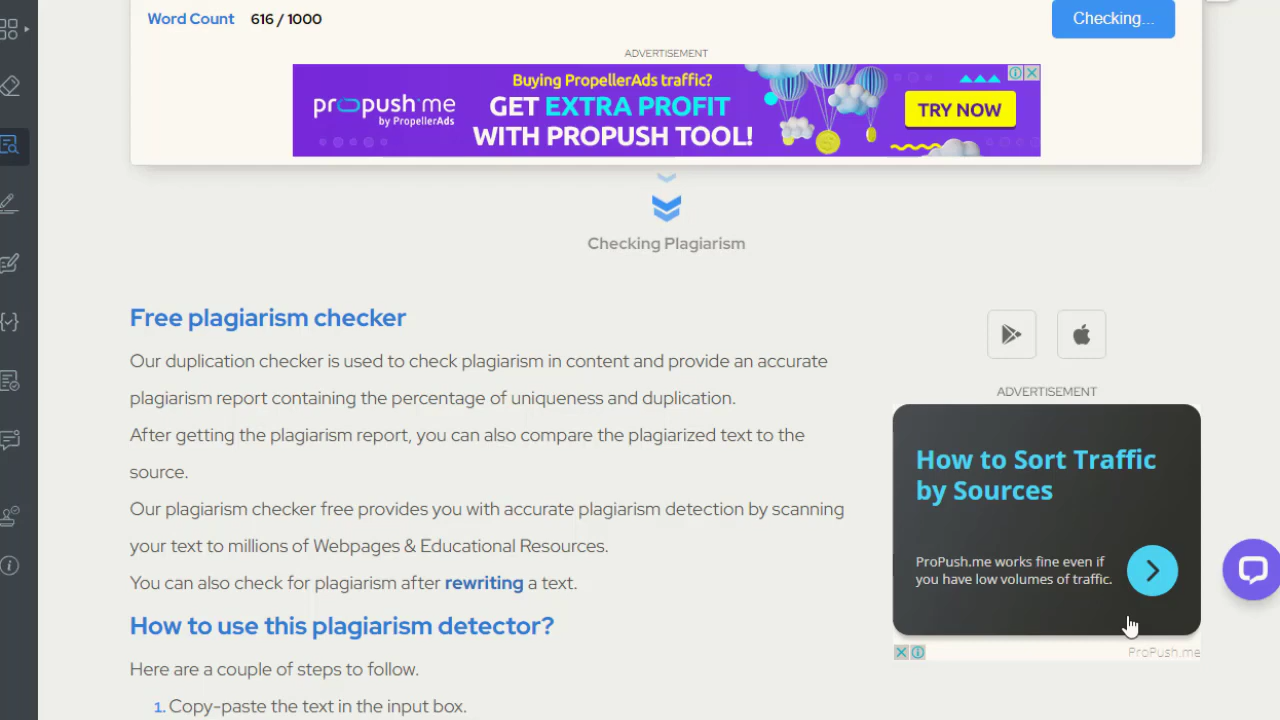 Word Count 616 / 1000
Checking...
ADVERTISEMENT
propush.me
by PropellerAds
Buying PropellerAds traffic?
GET EXTRA PROFIT
WITH PROPUSH TOOL!
TRY NOW
Checking Plagiarism
Free plagiarism checker
Our duplication checker is used to check plagiarism in content and provide an accurate
plagiarism report containing the percentage of uniqueness and duplication.
After getting the plagiarism report, you can also compare the plagiarized text to the
source.
Our plagiarism checker free provides you with accurate plagiarism detection by scanning
your text to millions of Webpages & Educational Resources.
You can also check for plagiarism after rewriting a text.
How to use this plagiarism detector?
Here are a couple of steps to follow.
1. Copy-paste the text in the input box.
ADVERTISEMENT
How to Sort Traffic
by Sources
ProPush.me works fine even if
you have low volumes of traffic.
ProPush.me